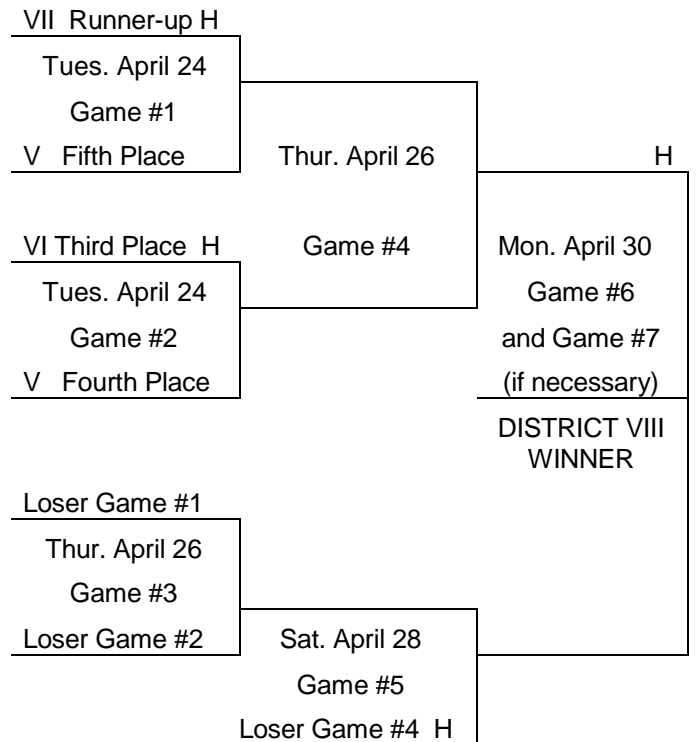 VII Runner-up H
Tues. April 24
Game #1
V Fifth Place
Thur. April 26
H
VI Third Place H
Game #4
Mon. April 30
Tues. April 24
Game #6
Game #2
and Game #7
V Fourth Place
(if necessary)
DISTRICT VIII
WINNER
Loser Game #1
Thur. April 26
Game #3
Loser Game #2
Sat. April 28
Game #5
Loser Game #4 H